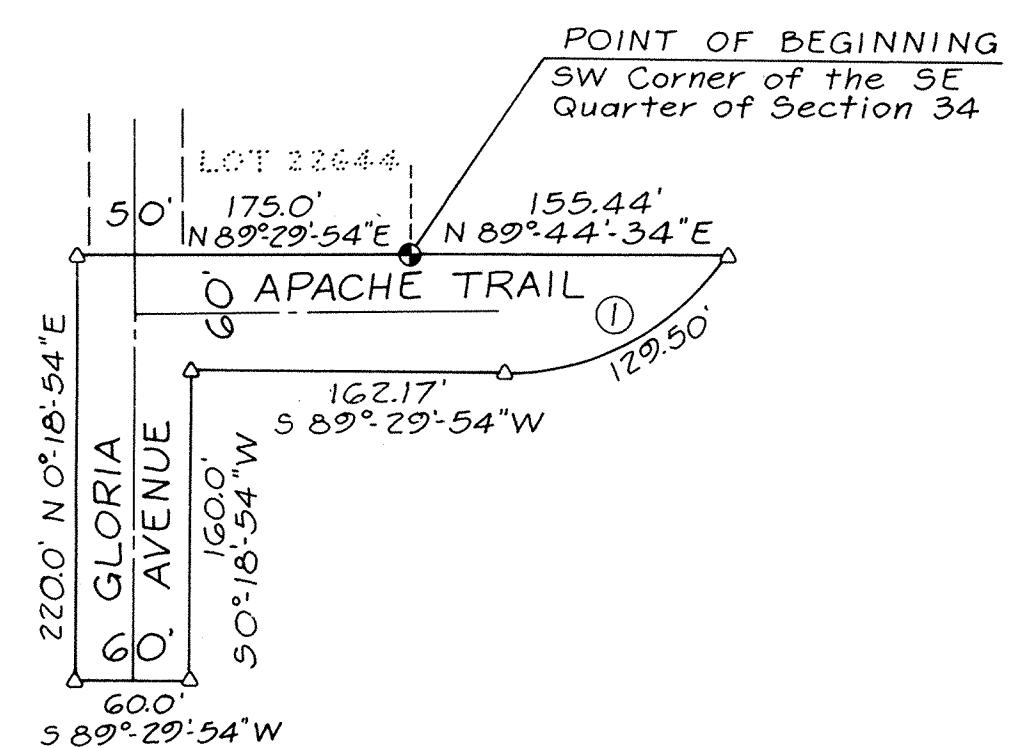 POINT OF BEGINNING
SW Corner of the SE
Quarter of Section 34
LOT 22644
50'
175.0'
N 89°-29'-54"E
155.44'
N 89°-44'-34"E
60'
APACHE TRAIL
1
129.50'
162.17'
S 89°-29'-54"W
220.0' N 0°-18'-54"E
GLORIA
AVENUE
160.0'
S 0°-18'-54"W
60'
60.0'
S 89°-29'-54"W